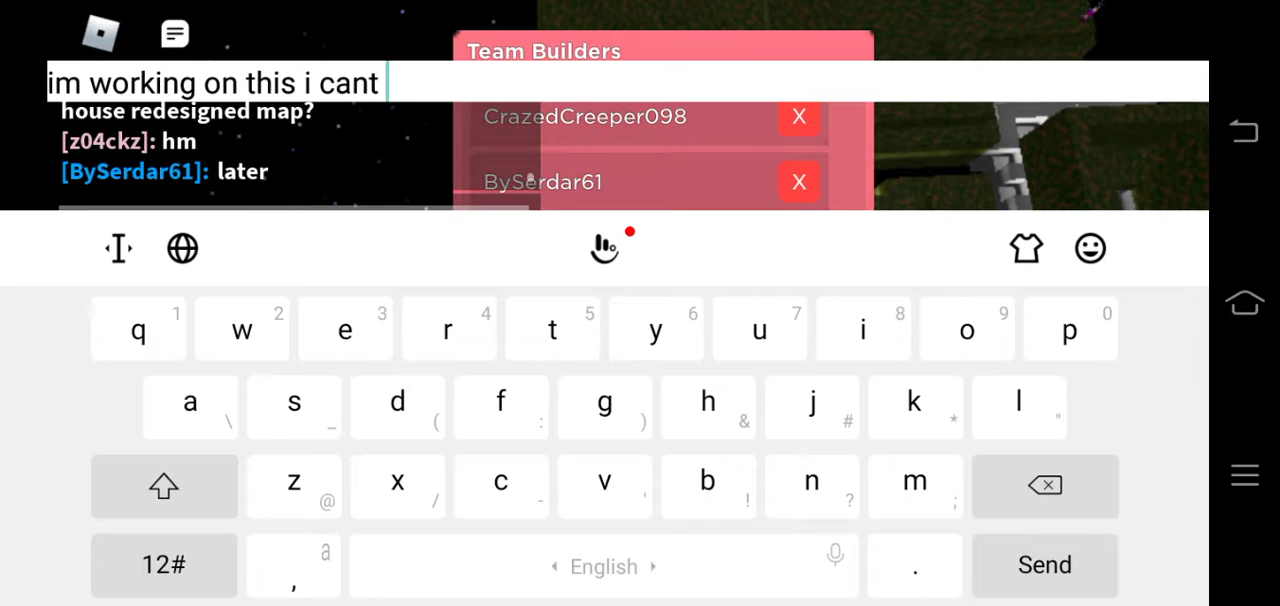 Team Builders
im working on this i cant
house redesigned map?
CrazedCreeper098 X
[z04ckz]: hm
[BySerdar61]: later
BySerdar61 X
1 2 3 4 5 6 7 8 9 0
q w e r t y u i o p
a s d f g h j k l
\ _ ( : ) & # * "
z x c v b n m
@ / - ' ! ? ;
12# a , English . Send